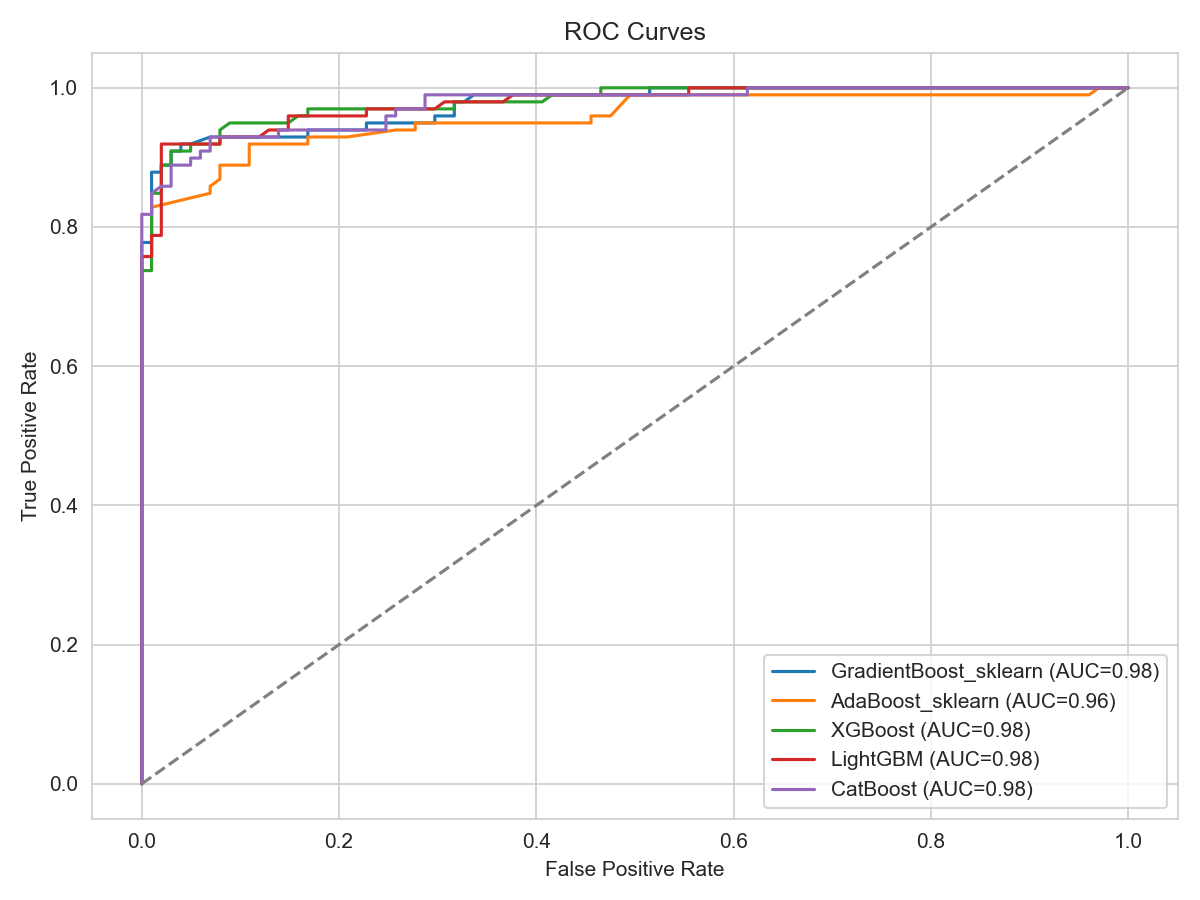 ROC Curves
True Positive Rate
1.0
0.8
0.6
0.4
0.2
0.0
0.0 0.2 0.4 0.6 0.8 1.0
False Positive Rate
GradientBoost_sklearn (AUC=0.98)
AdaBoost_sklearn (AUC=0.96)
XGBoost (AUC=0.98)
LightGBM (AUC=0.98)
CatBoost (AUC=0.98)